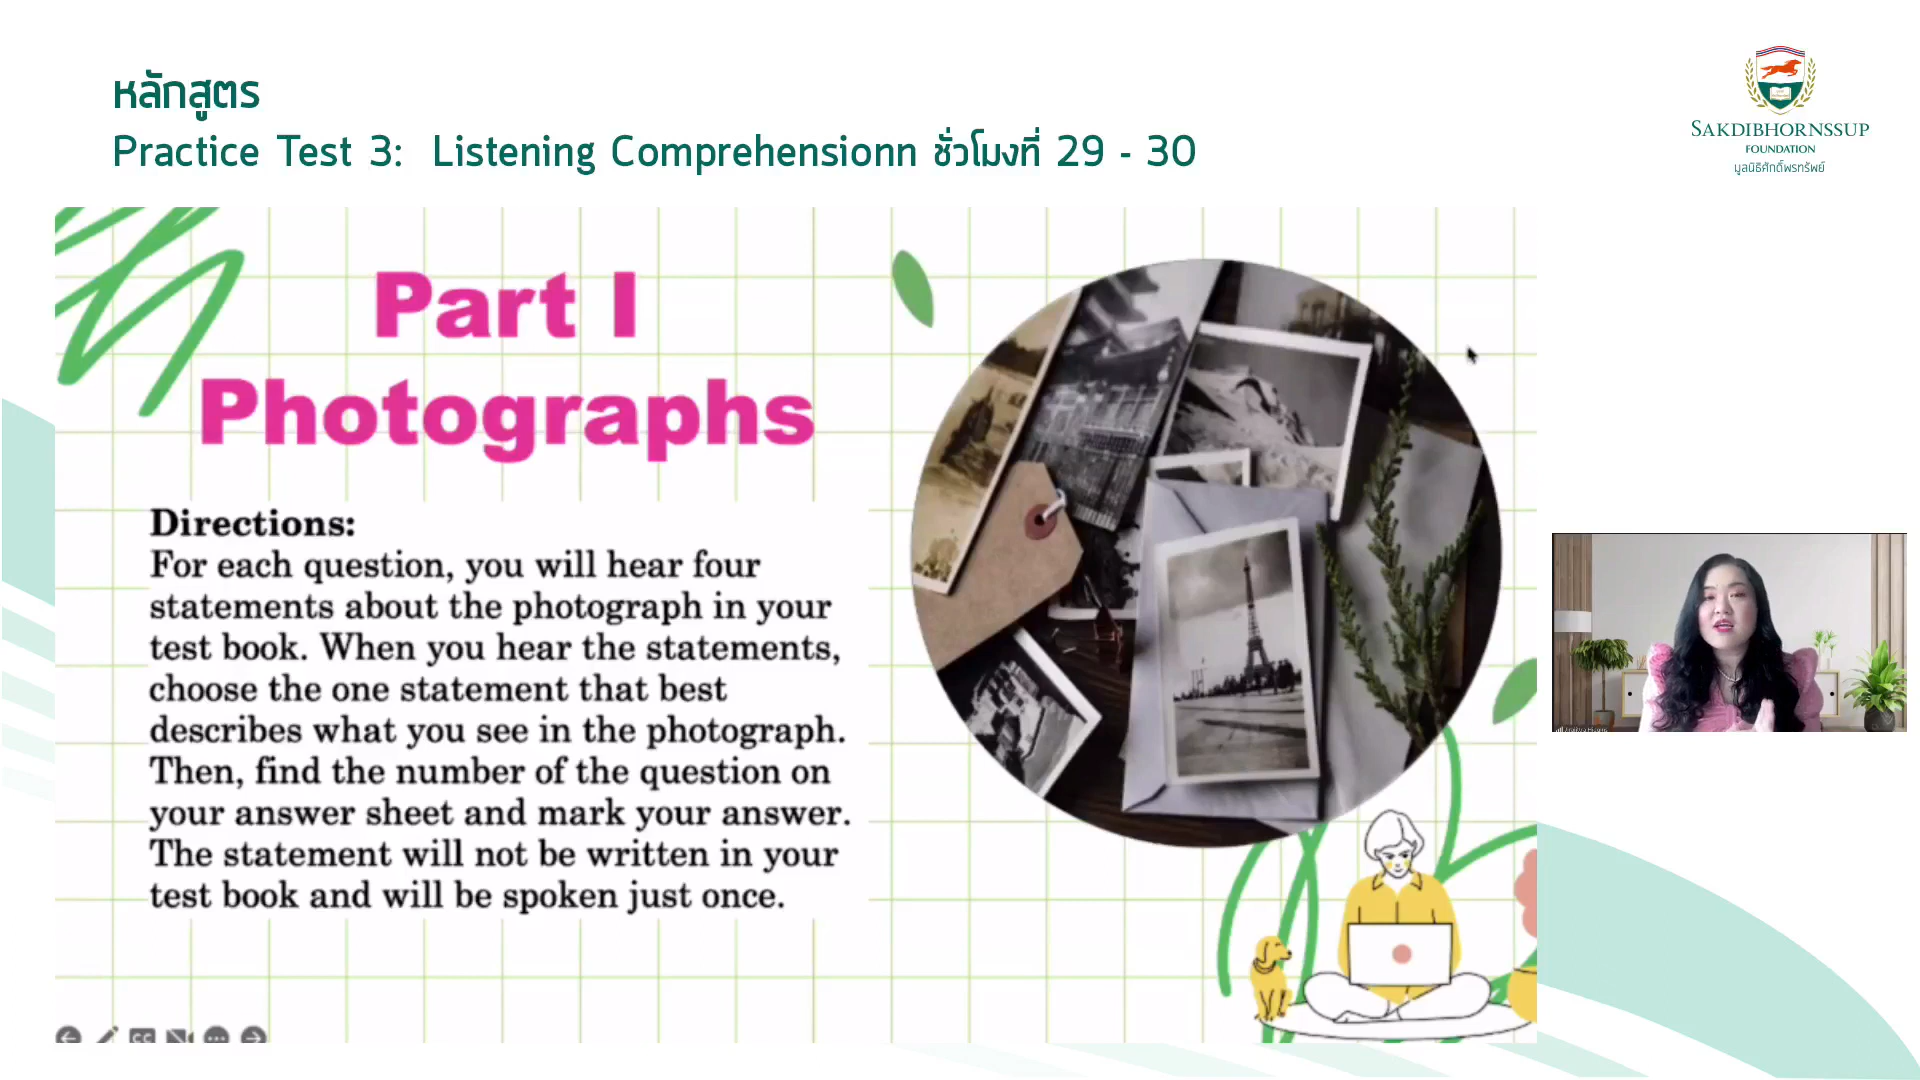 หลักสูตร
Practice Test 3:  Listening Comprehensionn ชั่วโมงที่ 29 - 30
SAKDIBHORNSSUP
FOUNDATION
มูลนิธิศักดิ์พรทรัพย์
Part I
Photographs
Directions:
For each question, you will hear four
statements about the photograph in your
test book. When you hear the statements,
choose the one statement that best
describes what you see in the photograph.
Then, find the number of the question on
your answer sheet and mark your answer.
The statement will not be written in your
test book and will be spoken just once.
CC